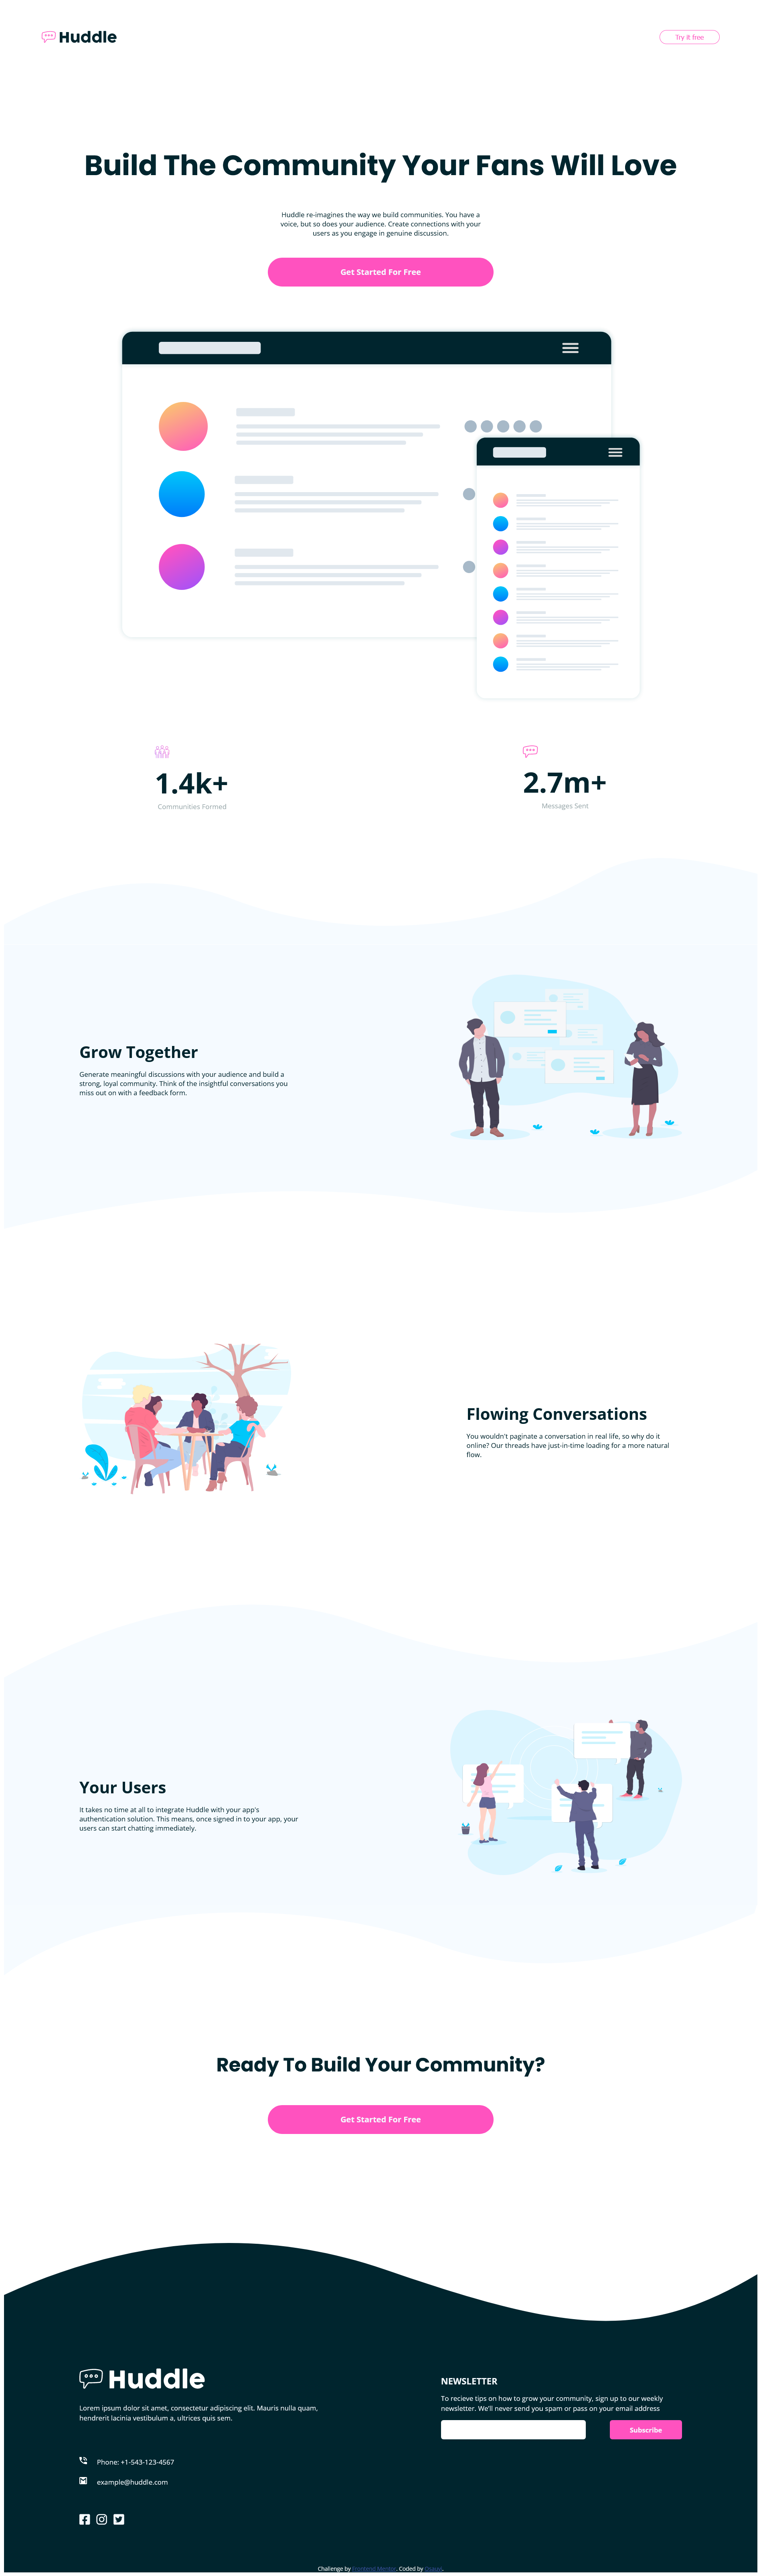 Huddle
Try it free
Build The Community Your Fans Will Love
Huddle re-imagines the way we build communities. You have a
voice, but so does your audience. Create connections with your
users as you engage in genuine discussion.
Get Started For Free
1.4k+
Communities Formed
2.7m+
Messages Sent
Grow Together
Generate meaningful discussions with your audience and build a
strong, loyal community. Think of the insightful conversations you
miss out on with a feedback form.
Flowing Conversations
You wouldn't paginate a conversation in real life, so why do it
online? Our threads have just-in-time loading for a more natural
flow.
Your Users
It takes no time at all to integrate Huddle with your app's
authentication solution. This means, once signed in to your app, your
users can start chatting immediately.
Ready To Build Your Community?
Get Started For Free
Huddle
Lorem ipsum dolor sit amet, consectetur adipiscing elit. Mauris nulla quam,
hendrerit lacinia vestibulum a, ultrices quis sem.
Phone: +1-543-123-4567
example@huddle.com
NEWSLETTER
To recieve tips on how to grow your community, sign up to our weekly
newsletter. We'll never send you spam or pass on your email address
Subscribe
Challenge by Frontend Mentor. Coded by